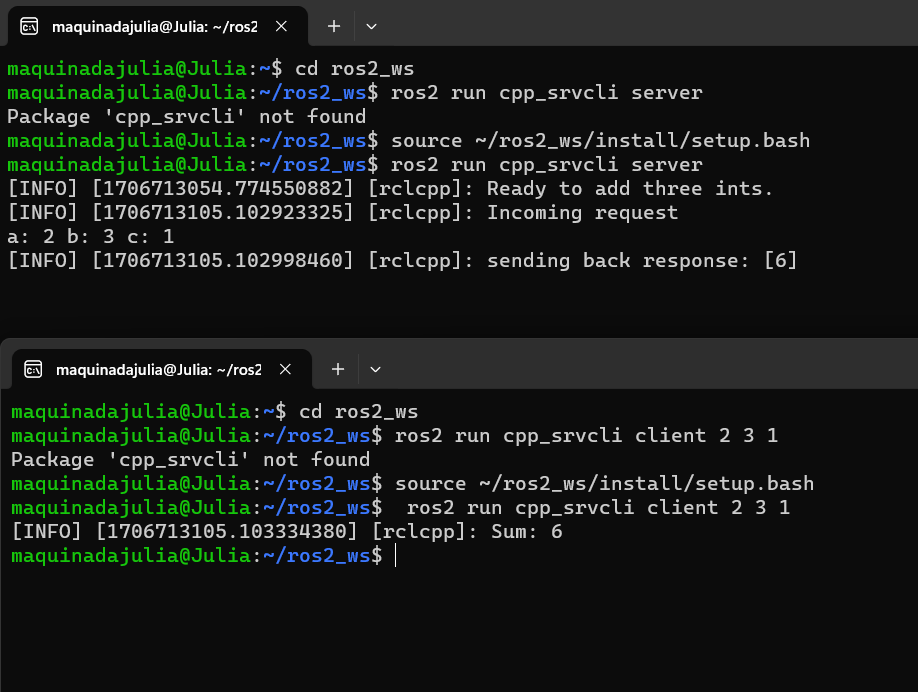 maquinadajulia@Julia: ~/ros2
maquinadajulia@Julia:~$ cd ros2_ws
maquinadajulia@Julia:~/ros2_ws$ ros2 run cpp_srvcli server
Package 'cpp_srvcli' not found
maquinadajulia@Julia:~/ros2_ws$ source ~/ros2_ws/install/setup.bash
maquinadajulia@Julia:~/ros2_ws$ ros2 run cpp_srvcli server
[INFO] [1706713054.774550882] [rclcpp]: Ready to add three ints.
[INFO] [1706713105.102923325] [rclcpp]: Incoming request
a: 2 b: 3 c: 1
[INFO] [1706713105.102998460] [rclcpp]: sending back response: [6]
maquinadajulia@Julia: ~/ros2
maquinadajulia@Julia:~$ cd ros2_ws
maquinadajulia@Julia:~/ros2_ws$ ros2 run cpp_srvcli client 2 3 1
Package 'cpp_srvcli' not found
maquinadajulia@Julia:~/ros2_ws$ source ~/ros2_ws/install/setup.bash
maquinadajulia@Julia:~/ros2_ws$  ros2 run cpp_srvcli client 2 3 1
[INFO] [1706713105.103334380] [rclcpp]: Sum: 6
maquinadajulia@Julia:~/ros2_ws$